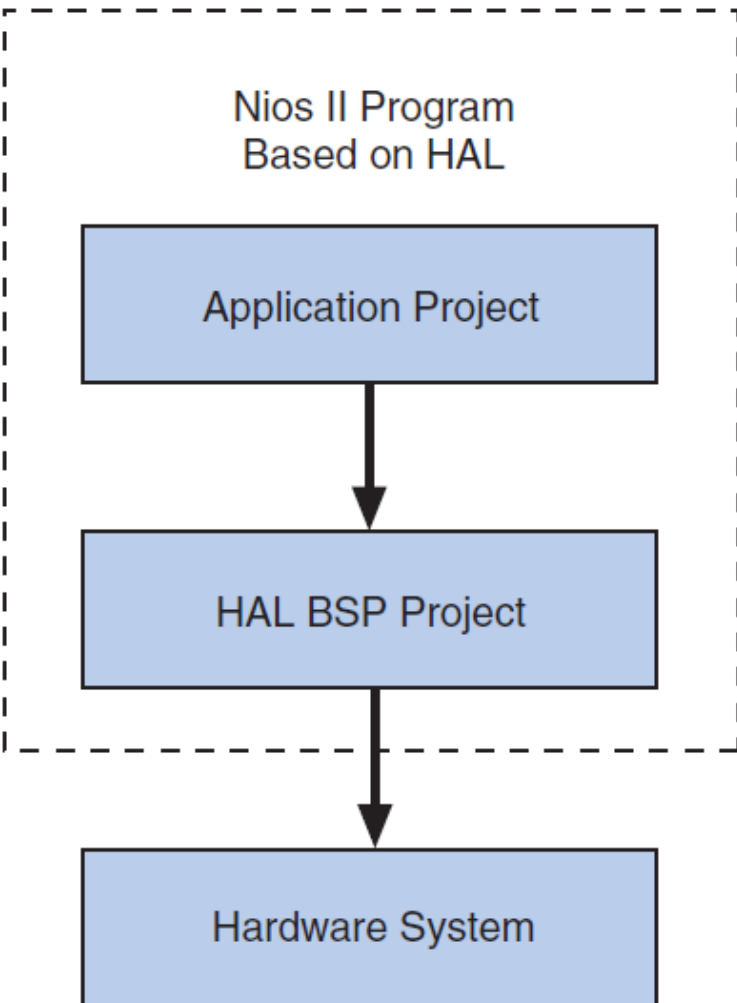 Nios II Program
Based on HAL
Application Project
HAL BSP Project
Hardware System